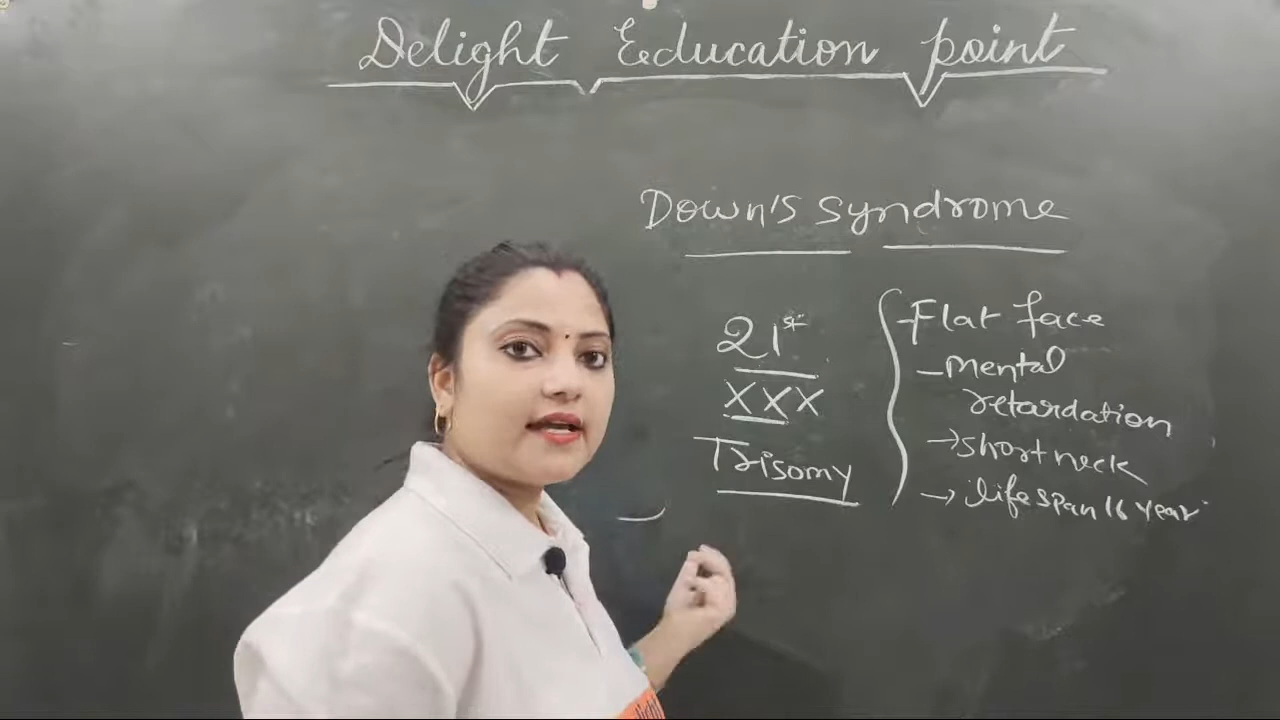 Delight Education point
Down's syndrome
21st
XXX
Trisomy
- Flat face
- mental
retardation
→ short neck
→ life span 16 year